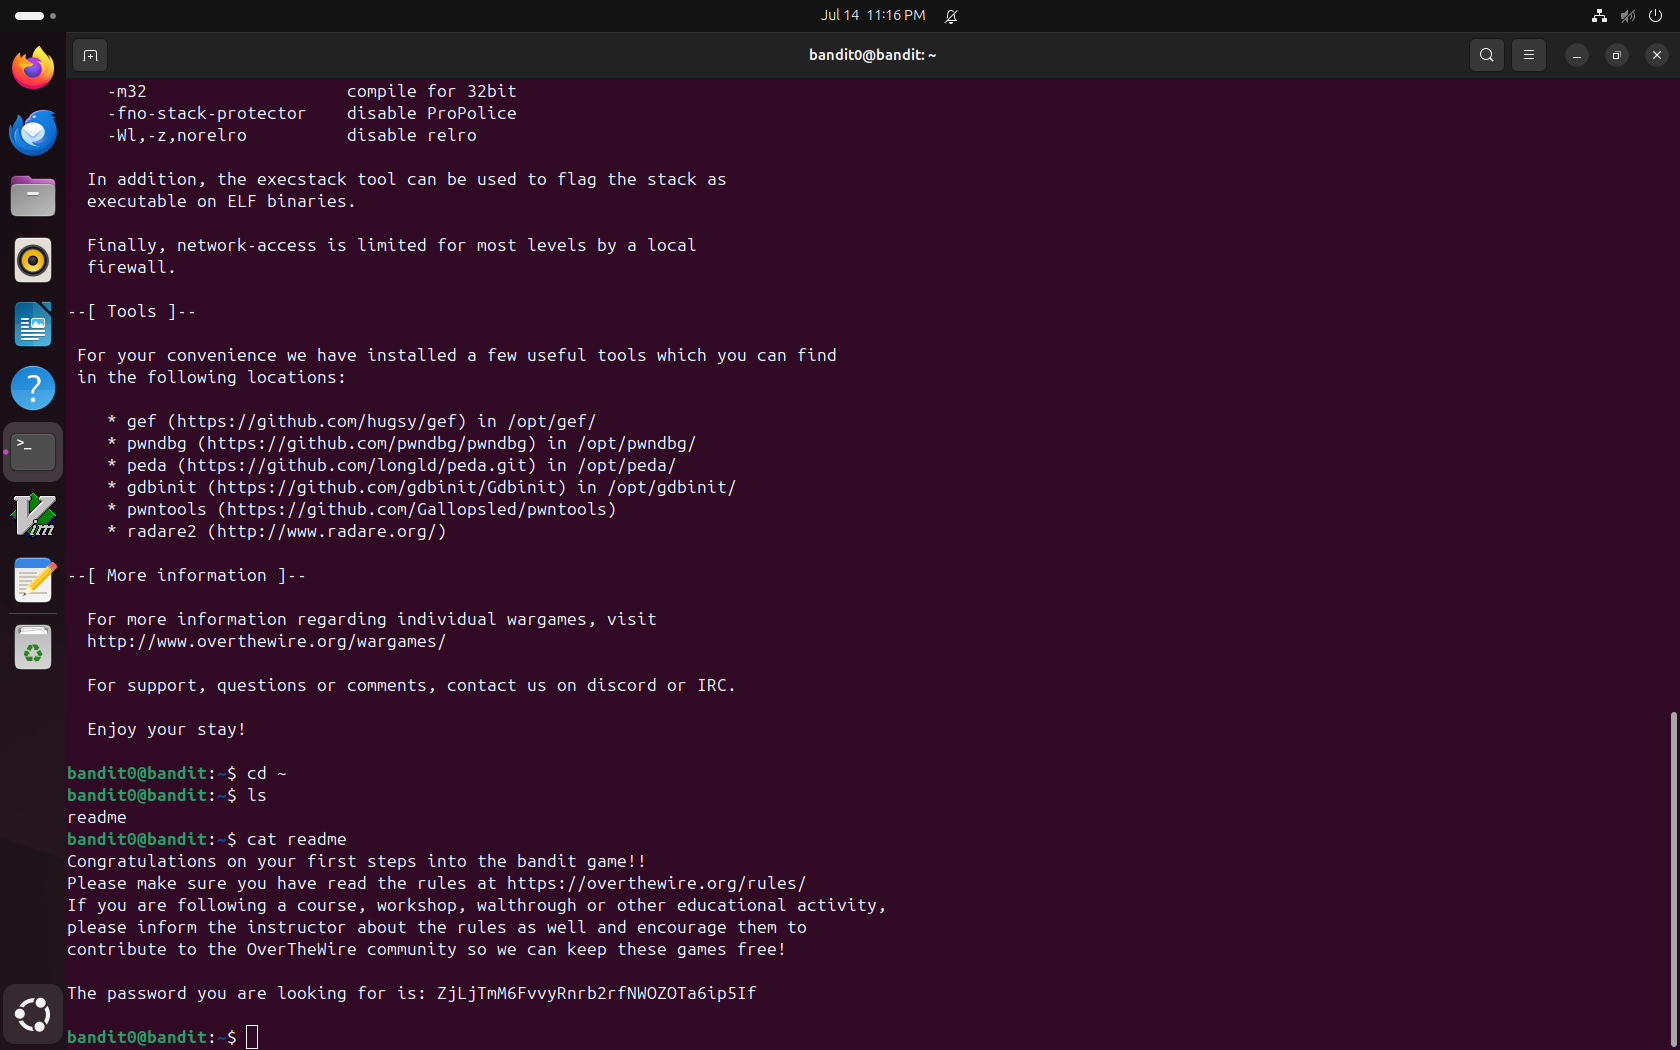 Jul 14 11:16 PM
bandit0@bandit: ~
-m32 compile for 32bit
-fno-stack-protector disable ProPolice
-Wl,-z,norelro disable relro
In addition, the execstack tool can be used to flag the stack as
executable on ELF binaries.
Finally, network-access is limited for most levels by a local
firewall.
--[ Tools ]--
For your convenience we have installed a few useful tools which you can find
in the following locations:
* gef (https://github.com/hugsy/gef) in /opt/gef/
* pwndbg (https://github.com/pwndbg/pwndbg) in /opt/pwndbg/
* peda (https://github.com/longld/peda.git) in /opt/peda/
* gdbinit (https://github.com/gdbinit/Gdbinit) in /opt/gdbinit/
* pwntools (https://github.com/Gallopsled/pwntools)
* radare2 (http://www.radare.org/)
--[ More information ]--
For more information regarding individual wargames, visit
http://www.overthewire.org/wargames/
For support, questions or comments, contact us on discord or IRC.
Enjoy your stay!
bandit0@bandit:~$ cd ~
bandit0@bandit:~$ ls
readme
bandit0@bandit:~$ cat readme
Congratulations on your first steps into the bandit game!!
Please make sure you have read the rules at https://overthewire.org/rules/
If you are following a course, workshop, walthrough or other educational activity,
please inform the instructor about the rules as well and encourage them to
contribute to the OverTheWire community so we can keep these games free!
The password you are looking for is: ZjLjTmM6FvvyRnrb2rfNWOZOTa6ip5If
bandit0@bandit:~$